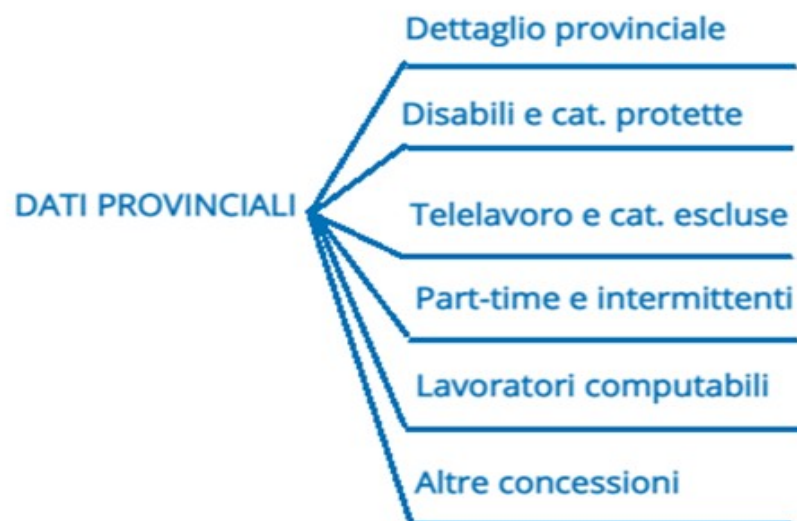 Dettaglio provinciale
Disabili e cat. protette
DATI PROVINCIALI
Telelavoro e cat. escluse
Part-time e intermittenti
Lavoratori computabili
Altre concessioni